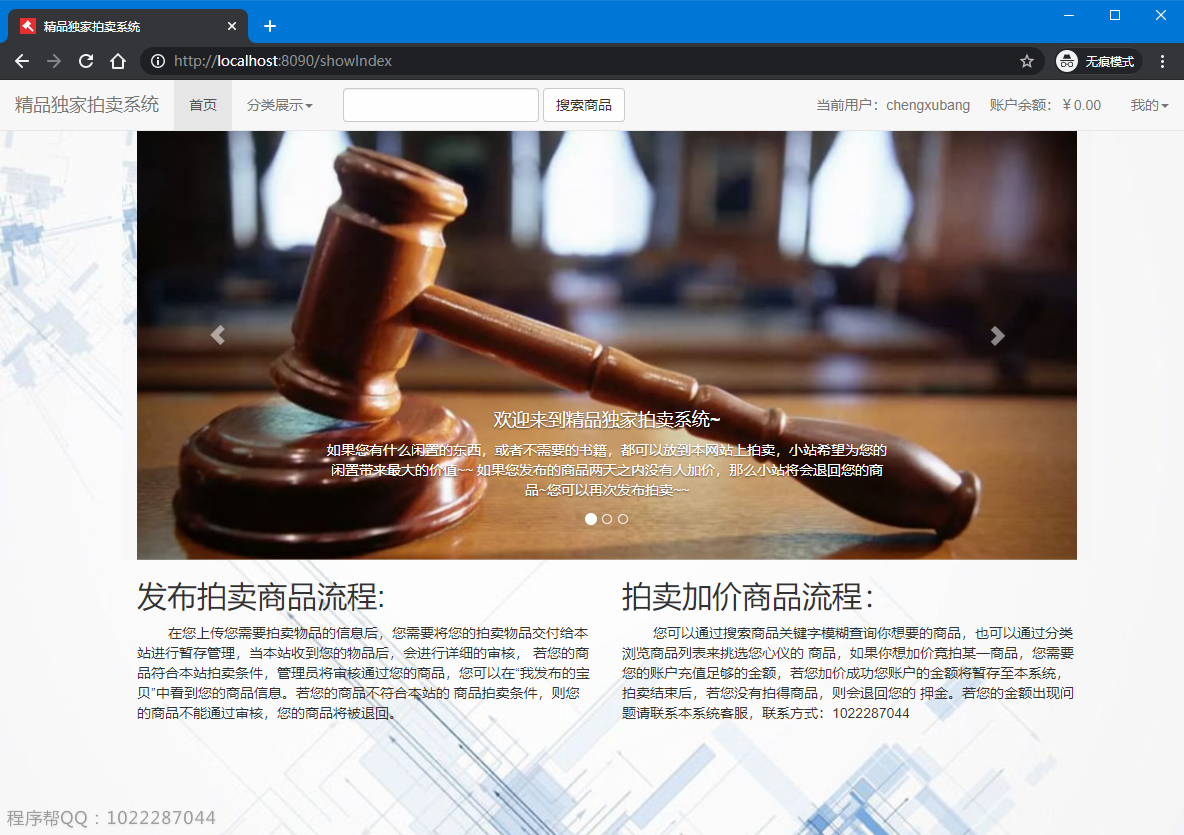 精品独家拍卖系统
http://localhost:8090/showIndex
无痕模式
精品独家拍卖系统 首页 分类展示 搜索商品 当前用户：chengxubang 账户余额：￥0.00 我的
欢迎来到精品独家拍卖系统~
如果您有什么闲置的东西，或者不需要的书籍，都可以放到本网站上拍卖，小站希望为您的
闲置带来最大的价值~~ 如果您发布的商品两天之内没有人加价，那么小站将会退回您的商
品~您可以再次发布拍卖~~
发布拍卖商品流程:
在您上传您需要拍卖物品的信息后，您需要将您的拍卖物品交付给本
站进行暂存管理，当本站收到您的物品后，会进行详细的审核， 若您的商
品符合本站拍卖条件，管理员将审核通过您的商品，您可以在“我发布的宝
贝”中看到您的商品信息。若您的商品不符合本站的 商品拍卖条件，则您
的商品不能通过审核，您的商品将被退回。
拍卖加价商品流程：
您可以通过搜索商品关键字模糊查询你想要的商品，也可以通过分类
浏览商品列表来挑选您心仪的 商品，如果你想加价竞拍某一商品，您需要
您的账户充值足够的金额，若您加价成功您账户的金额将暂存至本系统，
拍卖结束后，若您没有拍得商品，则会退回您的 押金。若您的金额出现问
题请联系本系统客服，联系方式：1022287044
程序帮QQ：1022287044